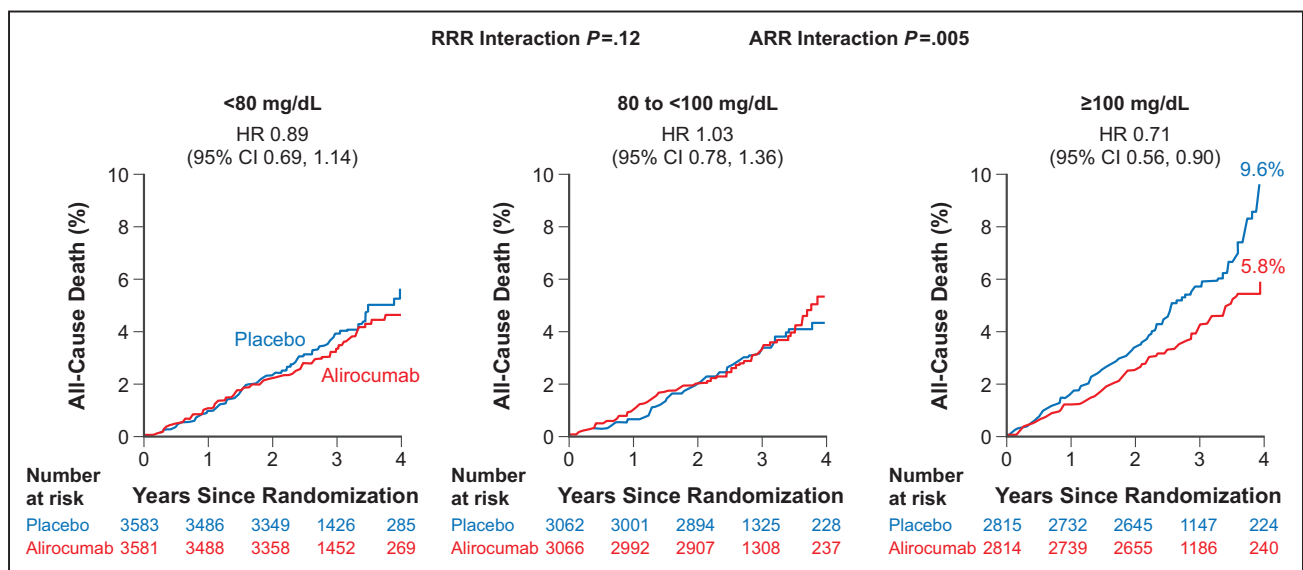 RRR Interaction P=.12 ARR Interaction P=.005
<80 mg/dL
HR 0.89
(95% CI 0.69, 1.14)
All-Cause Death (%)
10
8
6
4
2
0
Placebo
Alirocumab
0 1 2 3 4
Years Since Randomization
Number
at risk
Placebo 3583 3486 3349 1426 285
Alirocumab 3581 3488 3358 1452 269
80 to <100 mg/dL
HR 1.03
(95% CI 0.78, 1.36)
All-Cause Death (%)
10
8
6
4
2
0
0 1 2 3 4
Years Since Randomization
Number
at risk
Placebo 3062 3001 2894 1325 228
Alirocumab 3066 2992 2907 1308 237
≥100 mg/dL
HR 0.71
(95% CI 0.56, 0.90)
All-Cause Death (%)
10
8
6
4
2
0
9.6%
5.8%
0 1 2 3 4
Years Since Randomization
Number
at risk
Placebo 2815 2732 2645 1147 224
Alirocumab 2814 2739 2655 1186 240